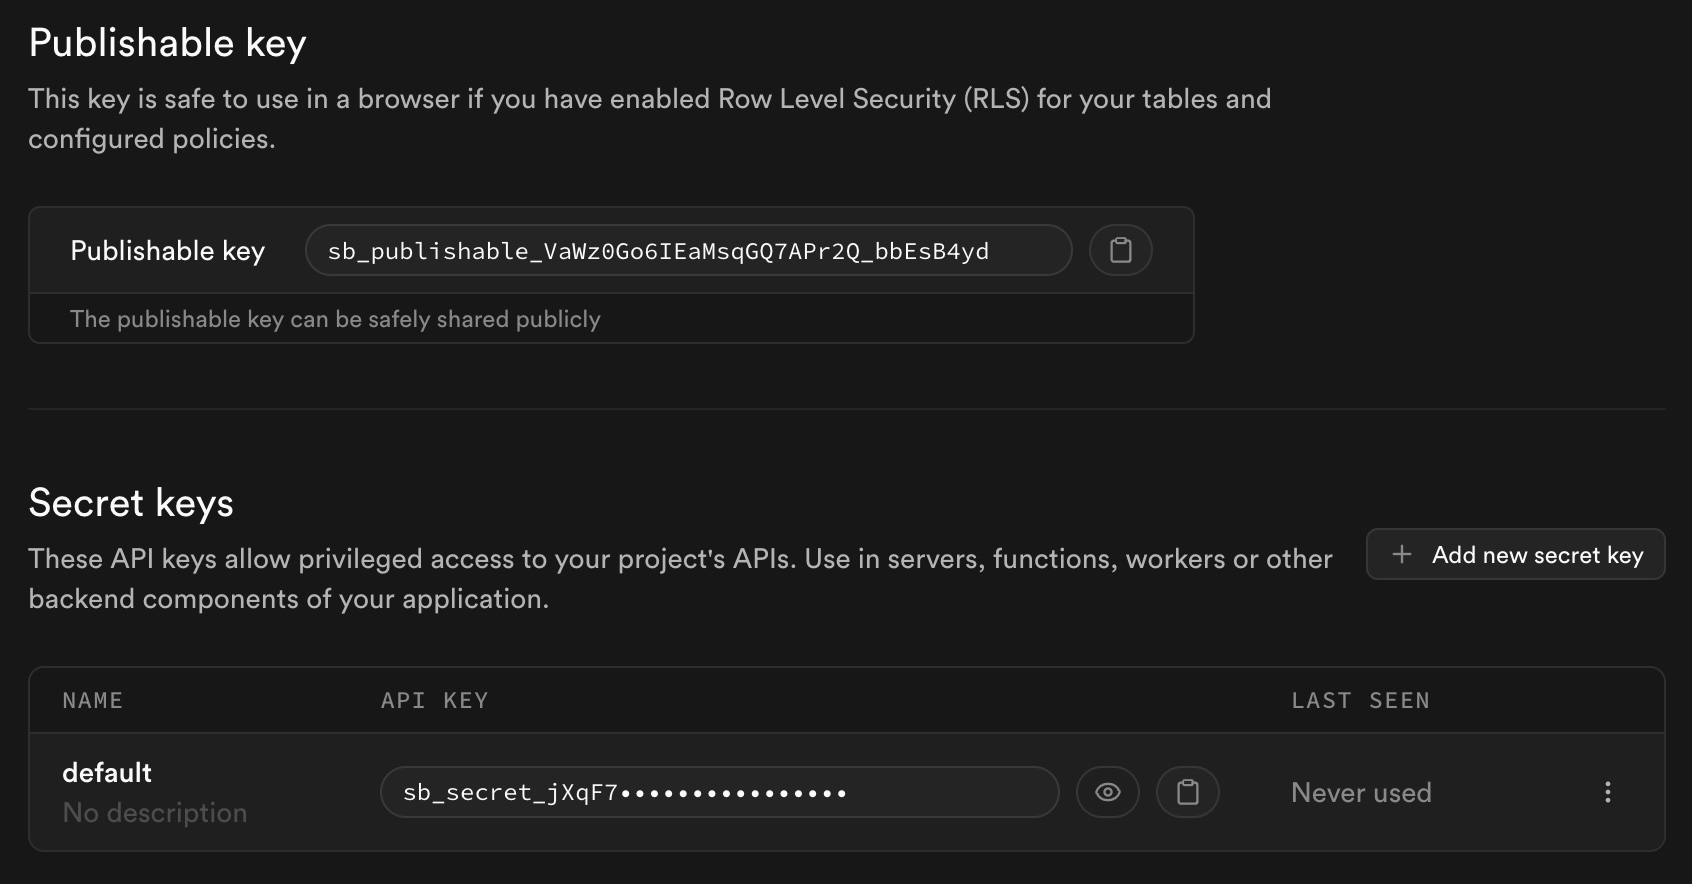 Publishable key
This key is safe to use in a browser if you have enabled Row Level Security (RLS) for your tables and
configured policies.
Publishable key sb_publishable_VaWz0Go6IEaMsqGQ7APr2Q_bbEsB4yd
The publishable key can be safely shared publicly
Secret keys
These API keys allow privileged access to your project's APIs. Use in servers, functions, workers or other
backend components of your application.
+ Add new secret key
NAME API KEY LAST SEEN
default sb_secret_jXqF7•••••••••••••••• Never used
No description